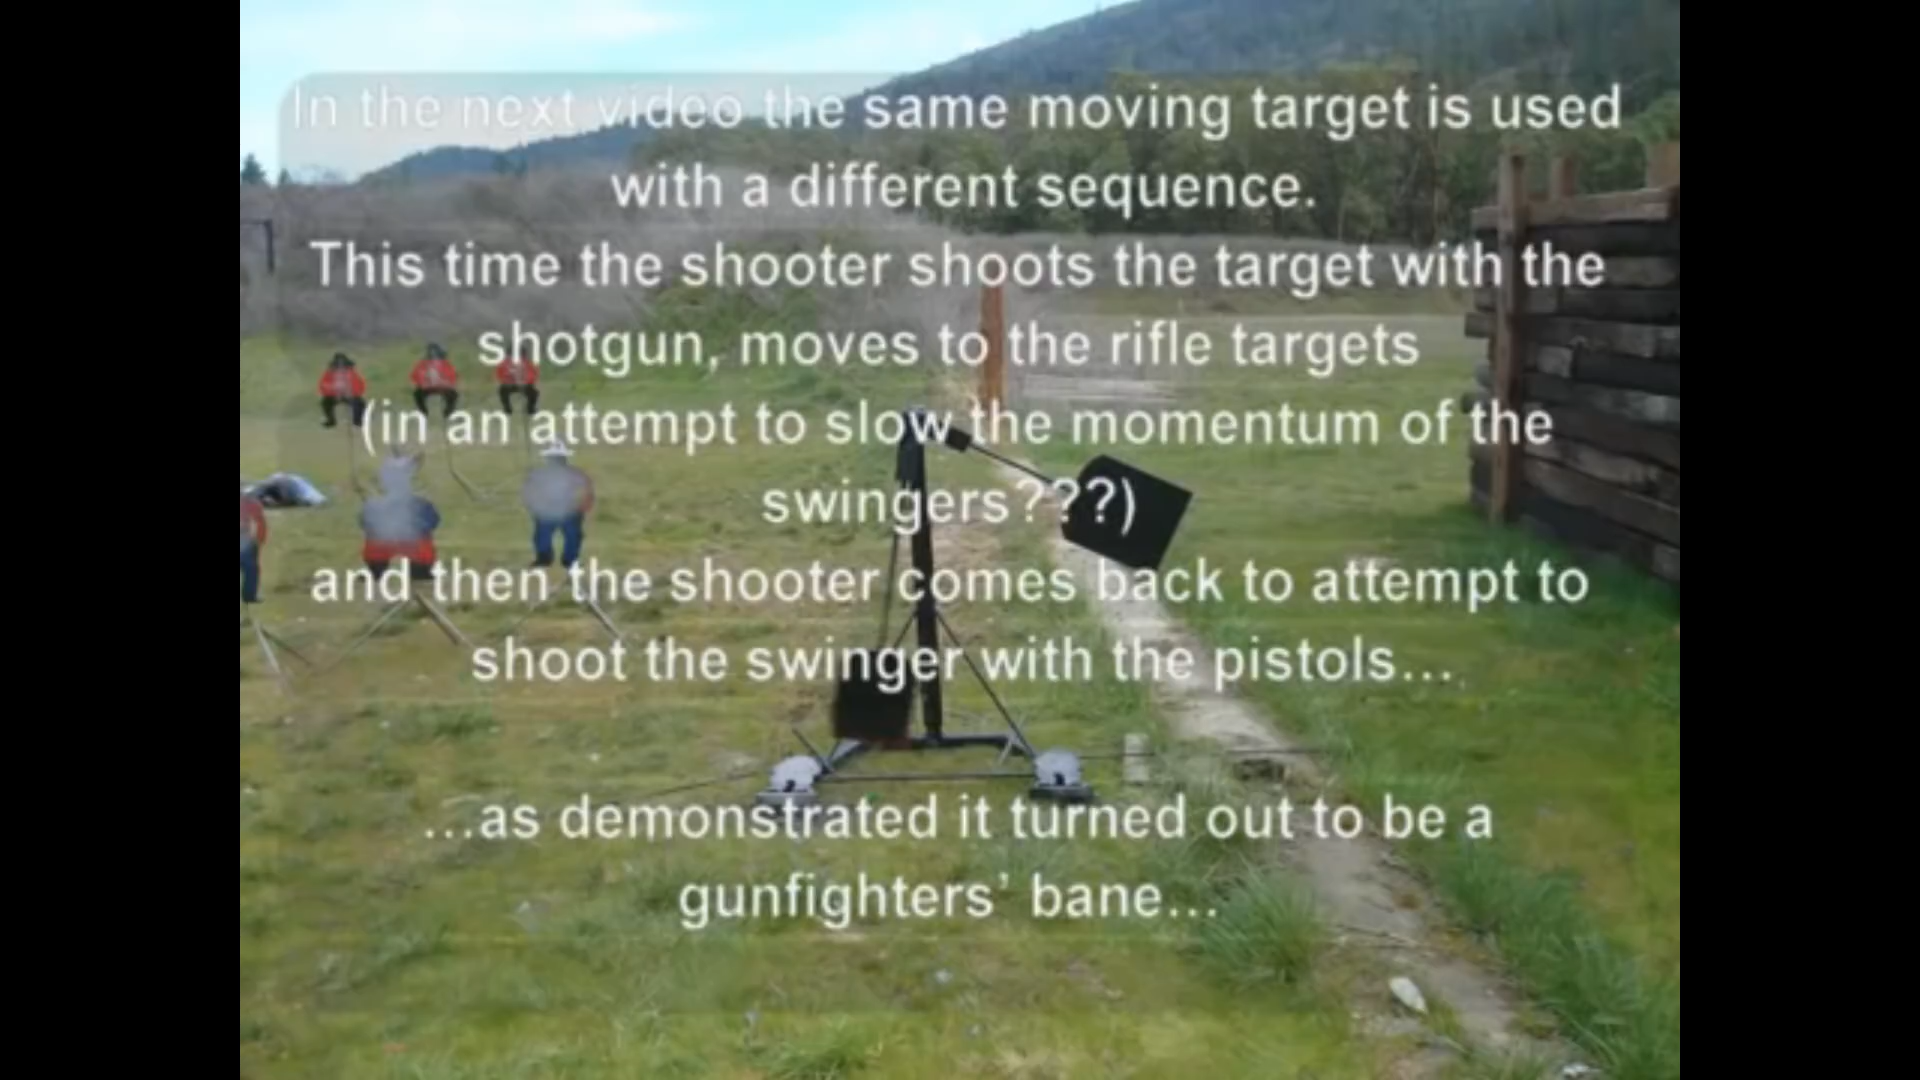 In the next video the same moving target is used
with a different sequence.
This time the shooter shoots the target with the
shotgun, moves to the rifle targets
(in an attempt to slow the momentum of the
swingers???)
and then the shooter comes back to attempt to
shoot the swinger with the pistols...
...as demonstrated it turned out to be a
gunfighters’ bane...